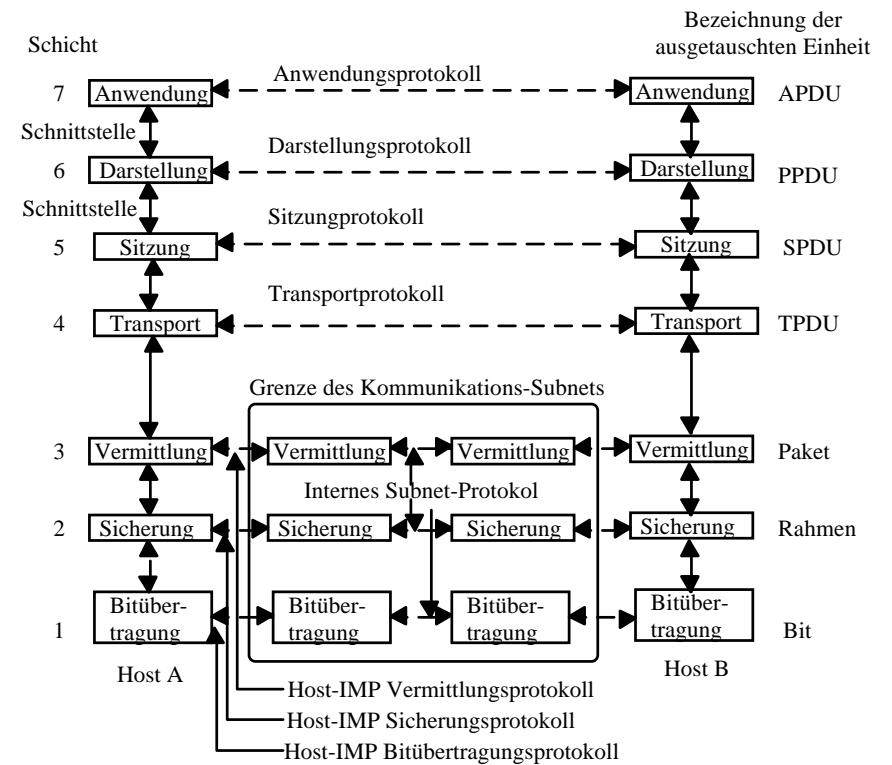 Schicht
Bezeichnung der
ausgetauschten Einheit
Anwendungsprotokoll
7 Anwendung Anwendung APDU
Schnittstelle
Darstellungsprotokoll
6 Darstellung Darstellung PPDU
Schnittstelle
Sitzungprotokoll
5 Sitzung Sitzung SPDU
Transportprotokoll
4 Transport Transport TPDU
Grenze des Kommunikations-Subnets
3 Vermittlung Vermittlung Vermittlung Vermittlung Paket
Internes Subnet-Protokol
2 Sicherung Sicherung Sicherung Sicherung Rahmen
Bitüber- Bitüber- Bitüber- Bitüber-
1 tragung tragung tragung tragung Bit
Host A Host B
Host-IMP Vermittlungsprotokoll
Host-IMP Sicherungsprotokoll
Host-IMP Bitübertragungsprotokoll